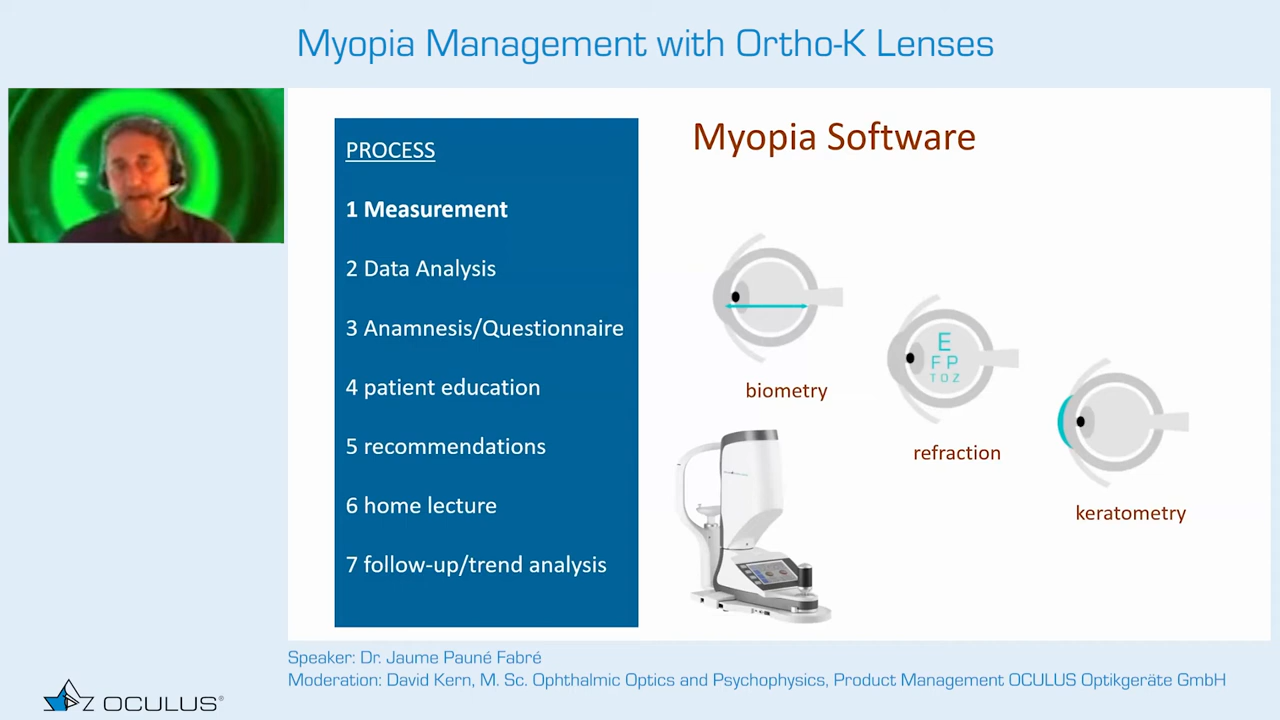 Myopia Management with Ortho-K Lenses
PROCESS
1 Measurement
2 Data Analysis
3 Anamnesis/Questionnaire
4 patient education
5 recommendations
6 home lecture
7 follow-up/trend analysis
Myopia Software
biometry
E
F P
T O Z
refraction
keratometry
Speaker: Dr. Jaume Pauné Fabré
Moderation: David Kern, M. Sc. Ophthalmic Optics and Psychophysics, Product Management OCULUS Optikgeräte GmbH
OCULUS®